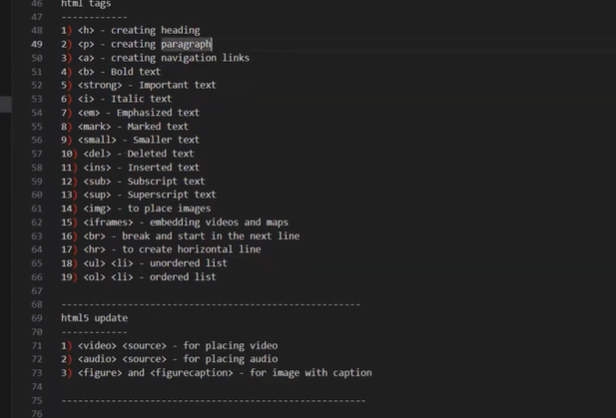 46 html tags
47 ------------
48 1) <h> - creating heading
49 2) <p> - creating paragraph
50 3) <a> - creating navigation links
51 4) <b> - Bold text
52 5) <strong> - Important text
53 6) <i> - Italic text
54 7) <em> - Emphasized text
55 8) <mark> - Marked text
56 9) <small> - Smaller text
57 10) <del> - Deleted text
58 11) <ins> - Inserted text
59 12) <sub> - Subscript text
60 13) <sup> - Superscript text
61 14) <img> - to place images
62 15) <iframes> - embedding videos and maps
63 16) <br> - break and start in the next line
64 17) <hr> - to create horizontal line
65 18) <ul> <li> - unordered list
66 19) <ol> <li> - ordered list
67
68 -------------------------------------------------------
69 html5 update
70 ------------
71 1) <video> <source> - for placing video
72 2) <audio> <source> - for placing audio
73 3) <figure> and <figurecaption> - for image with caption
74
75 --------------------------------------------------------
76